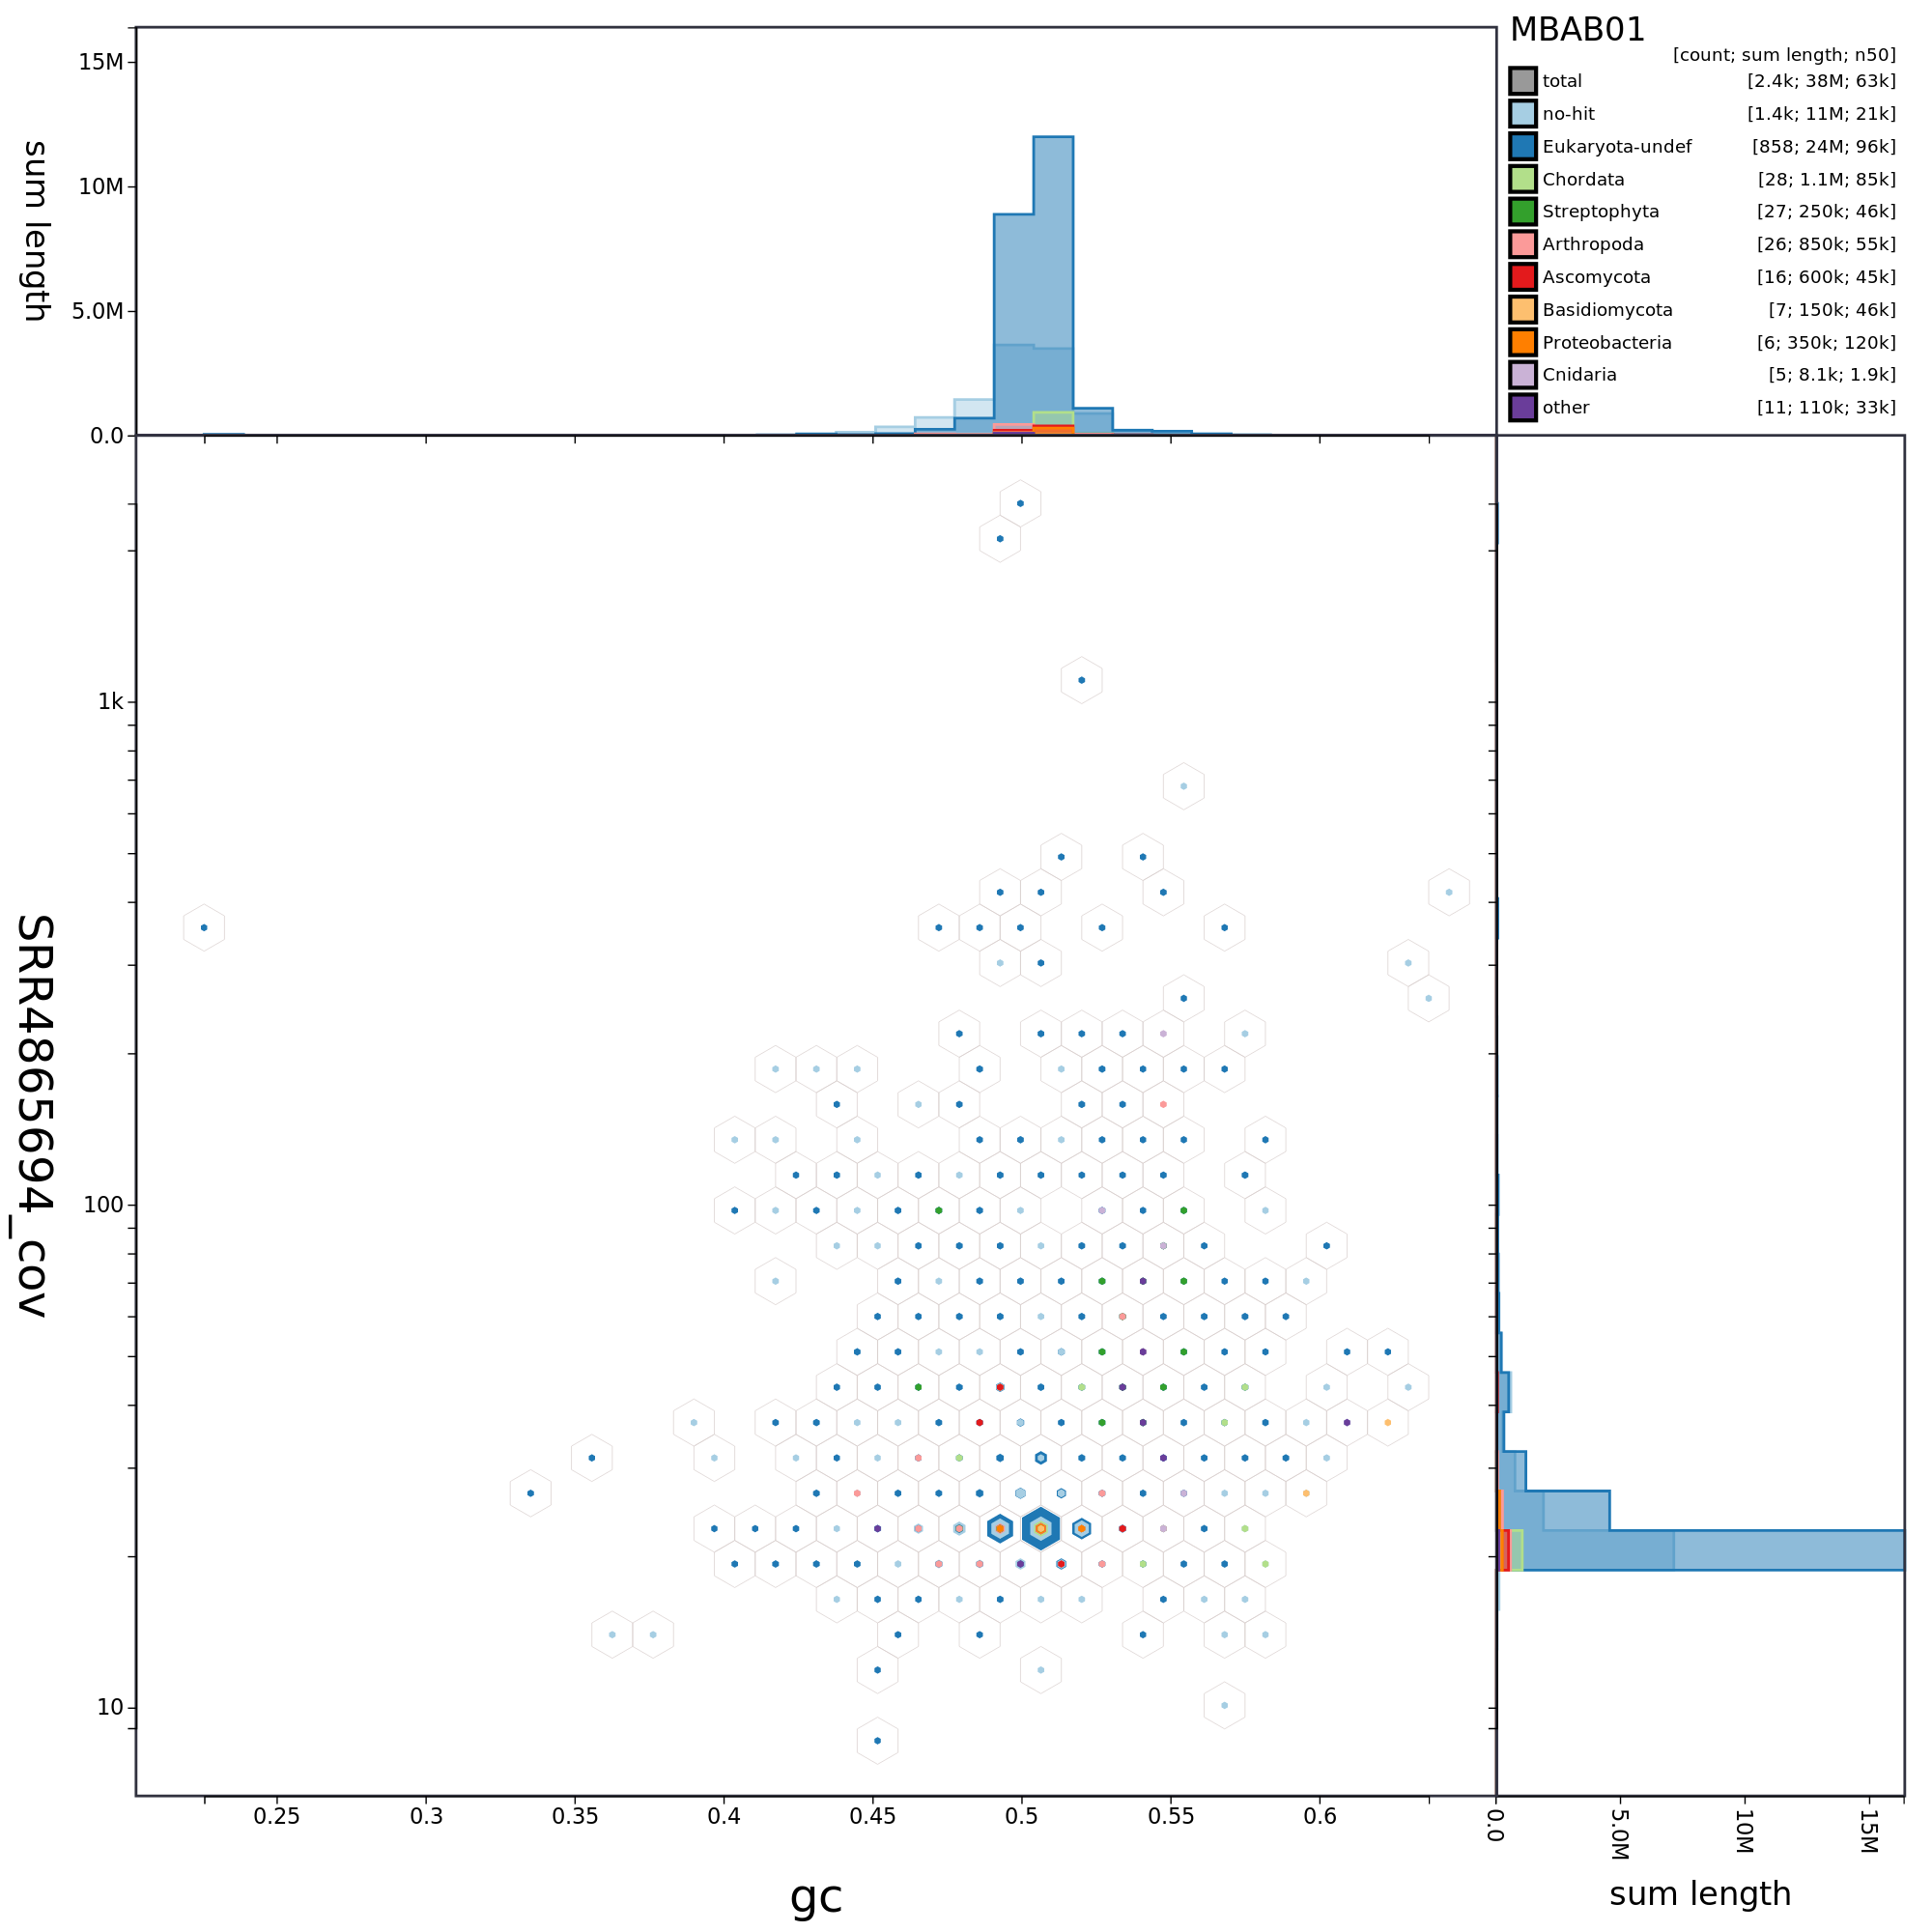 MBAB01
[count; sum length; n50]
total [2.4k; 38M; 63k]
no-hit [1.4k; 11M; 21k]
Eukaryota-undef [858; 24M; 96k]
Chordata [28; 1.1M; 85k]
Streptophyta [27; 250k; 46k]
Arthropoda [26; 850k; 55k]
Ascomycota [16; 600k; 45k]
Basidiomycota [7; 150k; 46k]
Proteobacteria [6; 350k; 120k]
Cnidaria [5; 8.1k; 1.9k]
other [11; 110k; 33k]
sum length
15M
10M
5.0M
0.0
SRR4865694_cov
1k
100
10
0.25 0.3 0.35 0.4 0.45 0.5 0.55 0.6
gc
0.0 5.0M 10M 15M
sum length